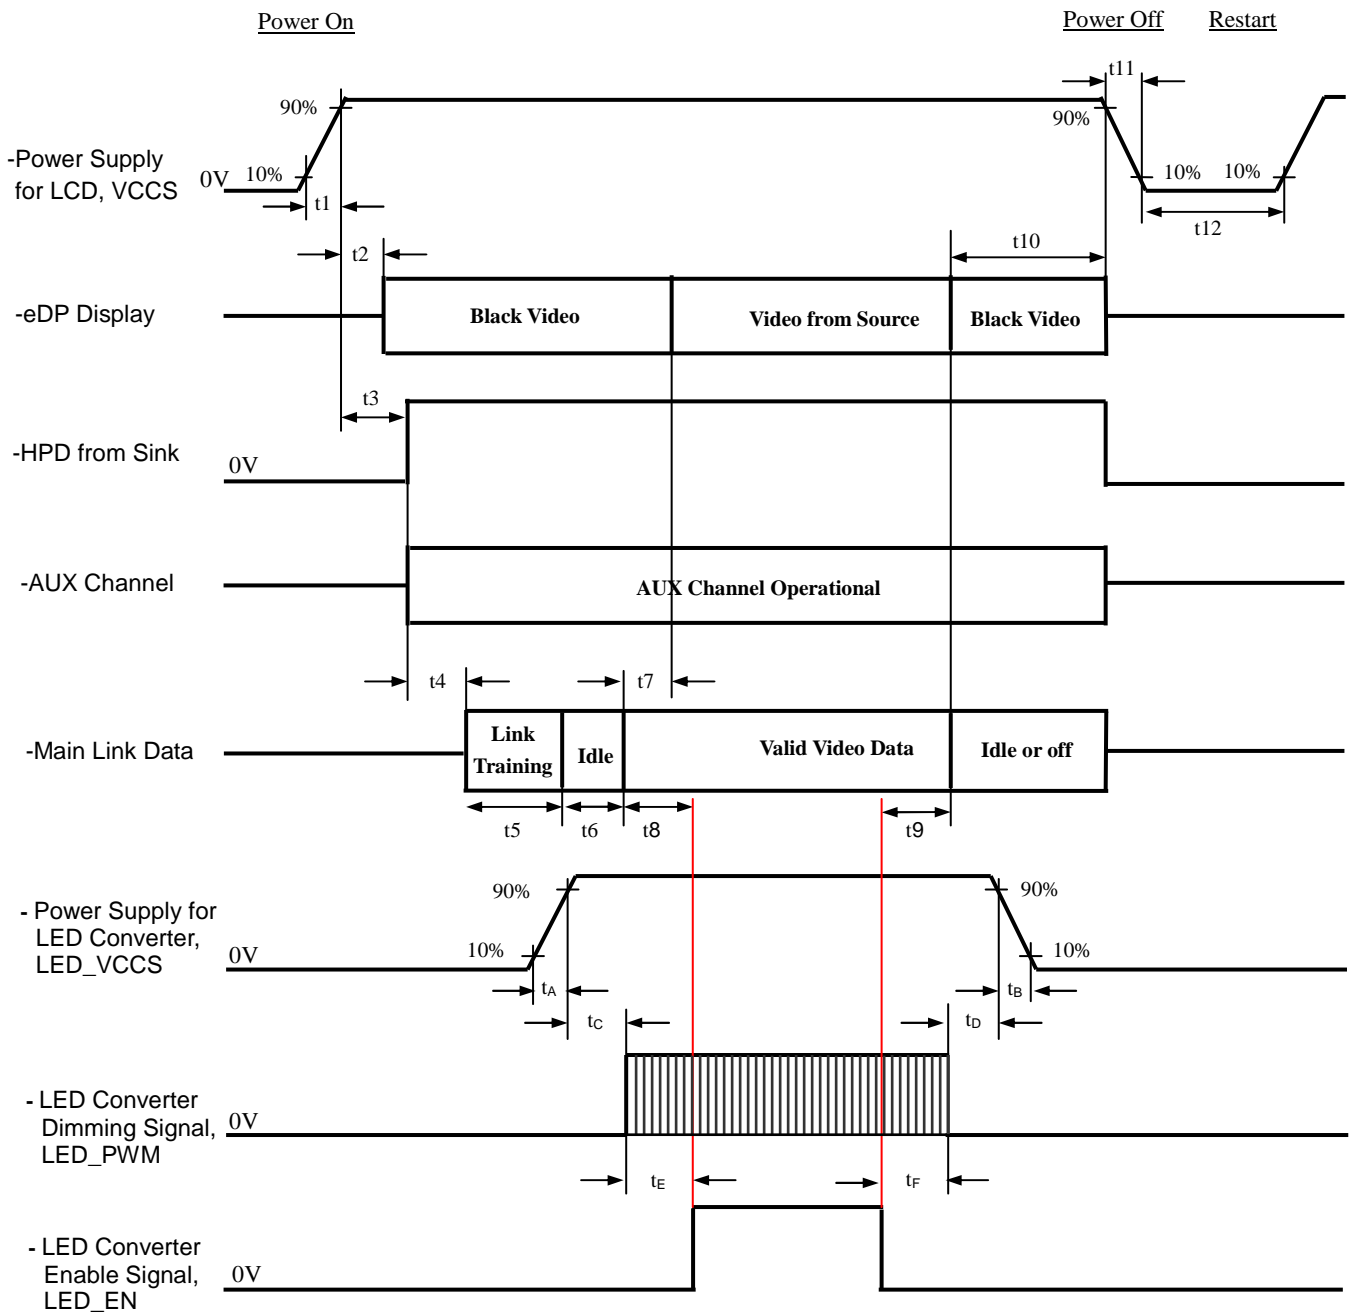 Power On
Power Off
Restart
t11
90%
90%
-Power Supply
for LCD, VCCS
0V
10%
10%
10%
t1
t12
t2
t10
-eDP Display
Black Video
Video from Source
Black Video
t3
-HPD from Sink
0V
-AUX Channel
AUX Channel Operational
t4
t7
-Main Link Data
Link
Training
Idle
Valid Video Data
Idle or off
t5
t6
t8
t9
90%
90%
- Power Supply for
LED Converter,
LED_VCCS
0V
10%
10%
tA
tB
tC
tD
- LED Converter
Dimming Signal,
LED_PWM
0V
tE
tF
- LED Converter
Enable Signal,
LED_EN
0V